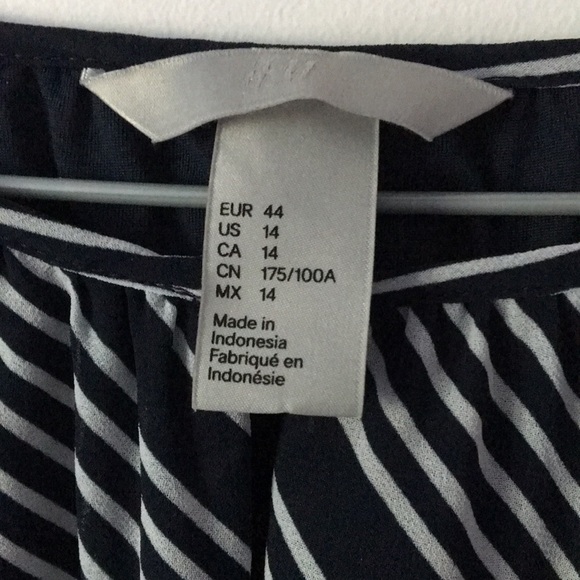 EUR 44
US 14
CA 14
CN 175/100A
MX 14
Made in
Indonesia
Fabriqué en
Indonésie